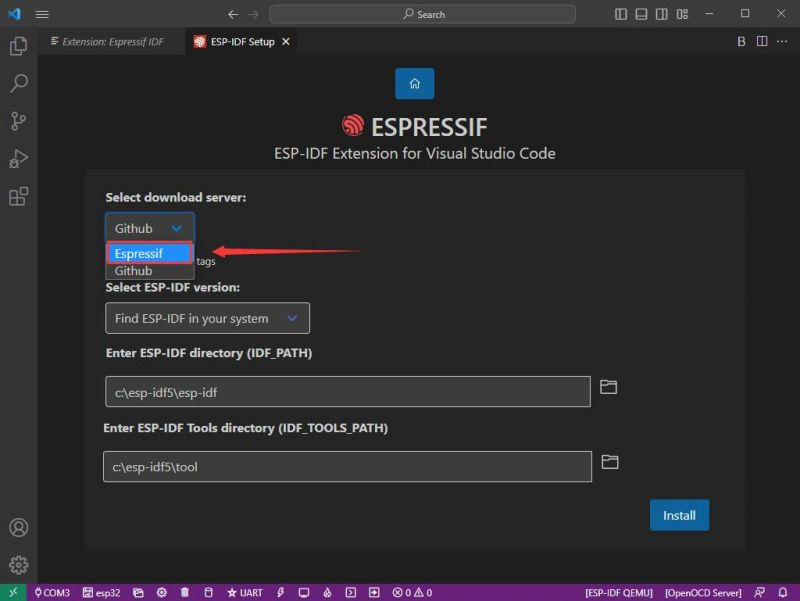 Search
Extension: Espressif IDF
ESP-IDF Setup
B
ESPRESSIF
ESP-IDF Extension for Visual Studio Code
Select download server:
Github
Espressif
Github
tags
Select ESP-IDF version:
Find ESP-IDF in your system
Enter ESP-IDF directory (IDF_PATH)
c:\esp-idf5\esp-idf
Enter ESP-IDF Tools directory (IDF_TOOLS_PATH)
c:\esp-idf5\tool
Install
COM3 esp32 UART 0 0 [ESP-IDF QEMU] [OpenOCD Server]